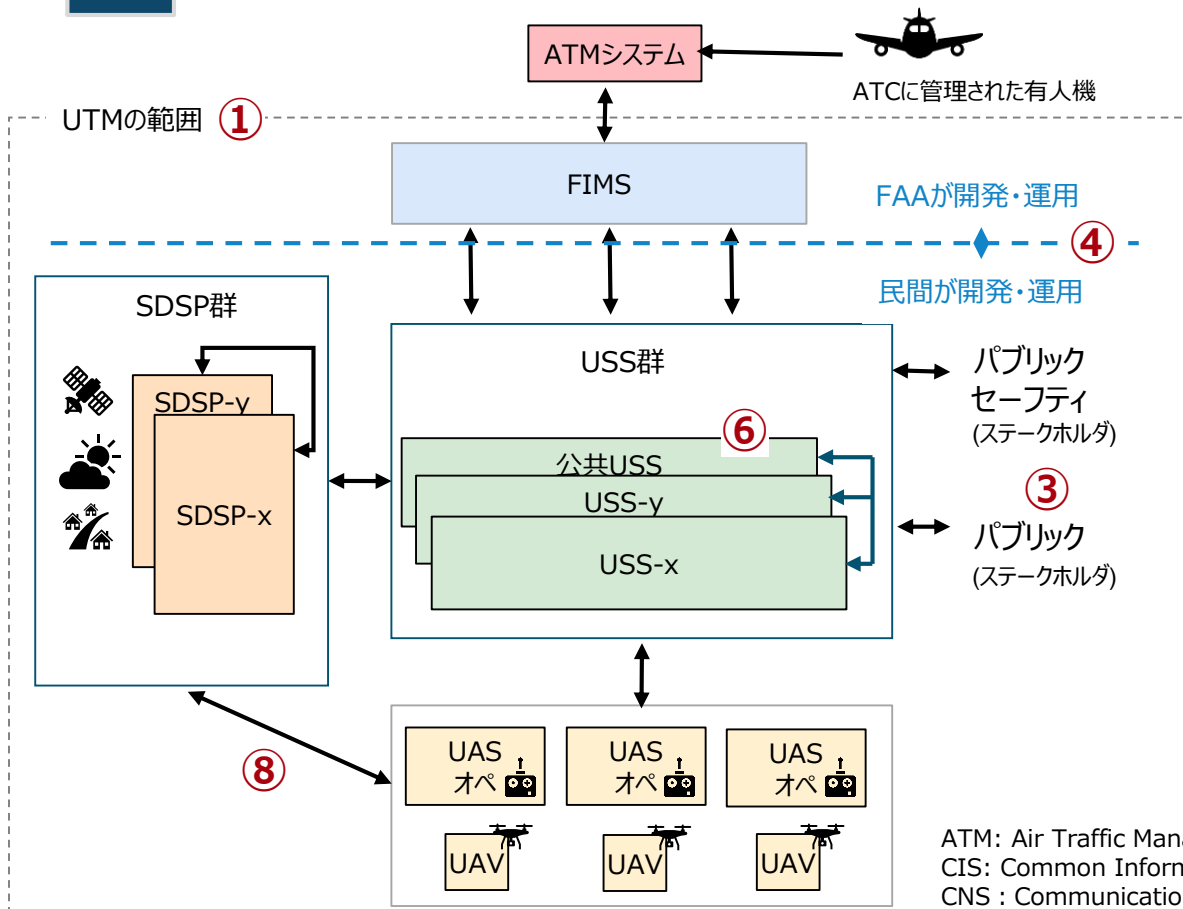 ATMシステム
ATCに管理された有人機
UTMの範囲 ①
FIMS
FAAが開発・運用
④
民間が開発・運用
SDSP群
SDSP-y
SDSP-x
USS群
⑥
公共USS
USS-y
USS-x
パブリック
セーフティ
(ステークホルダ)
③
パブリック
(ステークホルダ)
⑧
UAS
オペ
UAS
オペ
UAS
オペ
UAV
UAV
UAV
ATM: Air Traffic Mana
CIS: Common Inform
CNS : Communicatio